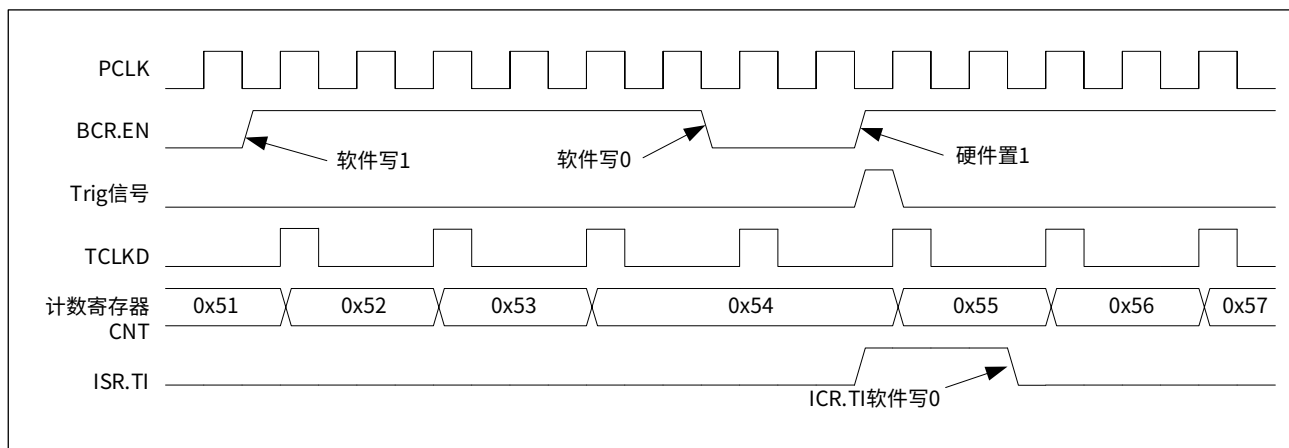 PCLK
BCR.EN
软件写1
软件写0
硬件置1
Trig信号
TCLKD
计数寄存器
CNT
0x51
0x52
0x53
0x54
0x55
0x56
0x57
ISR.TI
ICR.TI软件写0